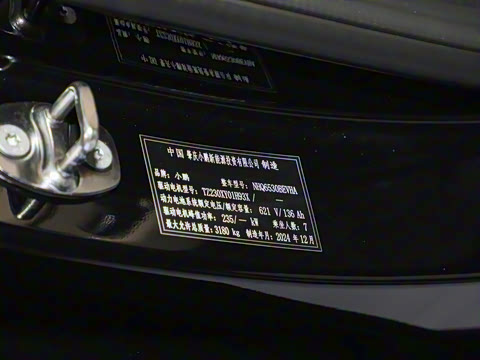 中国 肇庆小鹏新能源投资有限公司 制造
品牌：小鹏 整车型号：NHQ6530BEVHA
驱动电机型号：TZ230XY01H93X/ —
动力电池系统额定电压/额定容量：621 V/136 Ah
驱动电机峰值功率：235/— kW 乘坐人数：7
最大允许总质量：3180 kg 制造年月：2024 年 12 月